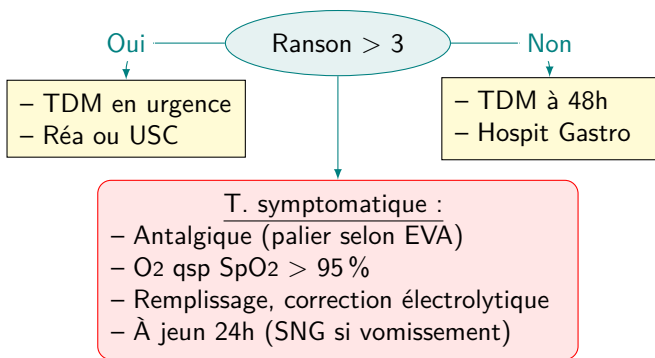 Ranson > 3
Oui
Non
– TDM en urgence
– Réa ou USC
– TDM à 48h
– Hospit Gastro
T. symptomatique :
– Antalgique (palier selon EVA)
– O2 qsp SpO2 > 95 %
– Remplissage, correction électrolytique
– À jeun 24h (SNG si vomissement)